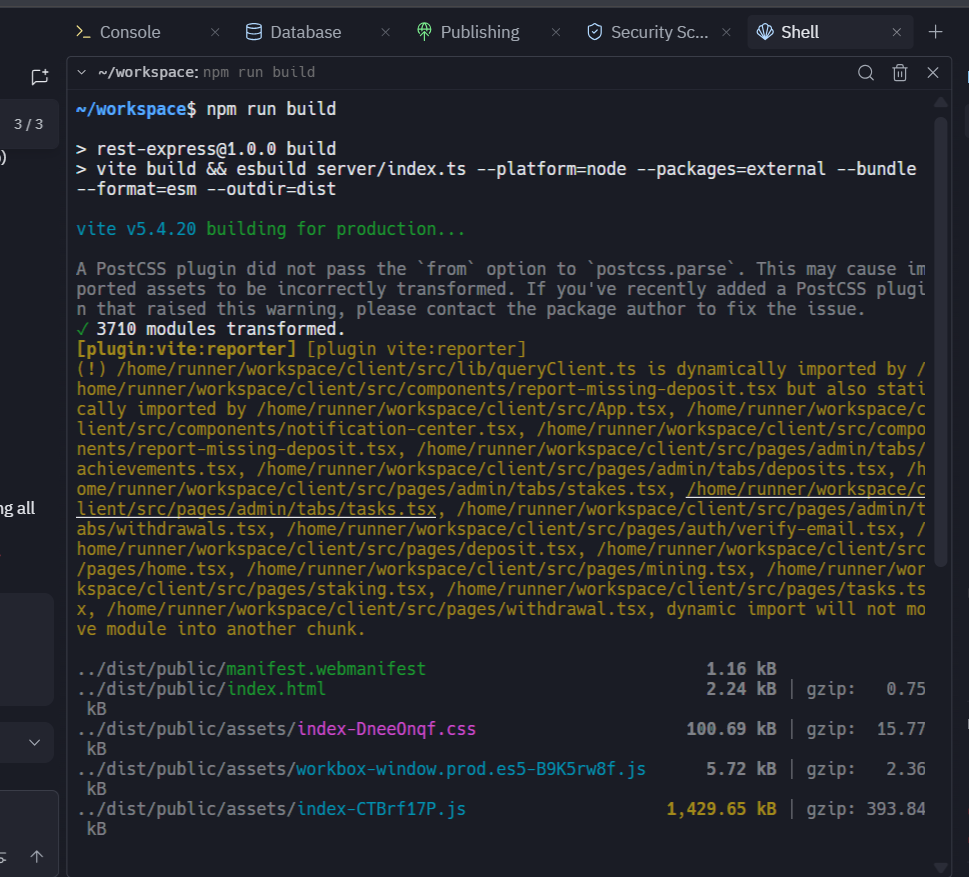 Console
Database
Publishing
Security Sc...
Shell
~/workspace: npm run build
3 / 3
~/workspace$ npm run build
> rest-express@1.0.0 build
> vite build && esbuild server/index.ts --platform=node --packages=external --bundle
--format=esm --outdir=dist
vite v5.4.20 building for production...
A PostCSS plugin did not pass the `from` option to `postcss.parse`. This may cause im
ported assets to be incorrectly transformed. If you've recently added a PostCSS plugi
n that raised this warning, please contact the package author to fix the issue.
✓ 3710 modules transformed.
[plugin:vite:reporter] [plugin vite:reporter]
(!) /home/runner/workspace/client/src/lib/queryClient.ts is dynamically imported by /
home/runner/workspace/client/src/components/report-missing-deposit.tsx but also stati
cally imported by /home/runner/workspace/client/src/App.tsx, /home/runner/workspace/c
lient/src/components/notification-center.tsx, /home/runner/workspace/client/src/compo
nents/report-missing-deposit.tsx, /home/runner/workspace/client/src/pages/admin/tabs/
achievements.tsx, /home/runner/workspace/client/src/pages/admin/tabs/deposits.tsx, /h
ome/runner/workspace/client/src/pages/admin/tabs/stakes.tsx, /home/runner/workspace/c
lient/src/pages/admin/tabs/tasks.tsx, /home/runner/workspace/client/src/pages/admin/t
abs/withdrawals.tsx, /home/runner/workspace/client/src/pages/auth/verify-email.tsx, /
home/runner/workspace/client/src/pages/deposit.tsx, /home/runner/workspace/client/src
/pages/home.tsx, /home/runner/workspace/client/src/pages/mining.tsx, /home/runner/wor
kspace/client/src/pages/staking.tsx, /home/runner/workspace/client/src/pages/tasks.ts
x, /home/runner/workspace/client/src/pages/withdrawal.tsx, dynamic import will not mo
ve module into another chunk.
ng all
../dist/public/manifest.webmanifest 1.16 kB
../dist/public/index.html 2.24 kB │ gzip: 0.75
kB
../dist/public/assets/index-DneeOnqf.css 100.69 kB │ gzip: 15.77
kB
../dist/public/assets/workbox-window.prod.es5-B9K5rw8f.js 5.72 kB │ gzip: 2.36
kB
../dist/public/assets/index-CTBrf17P.js 1,429.65 kB │ gzip: 393.84
kB